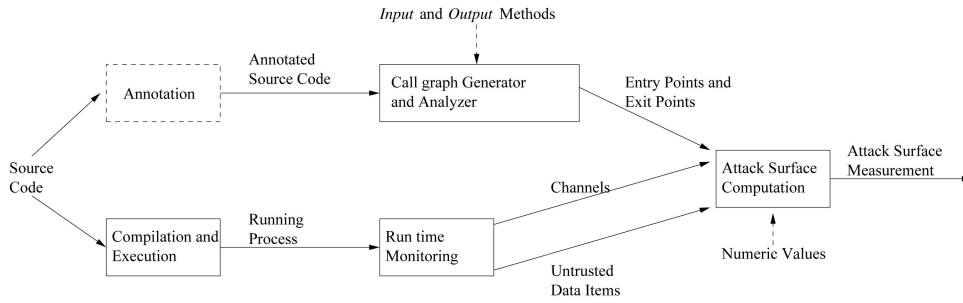 Input and Output Methods
Annotated
Source Code
Annotation
Call graph Generator
and Analyzer
Entry Points and
Exit Points
Source
Code
Attack Surface
Computation
Attack Surface
Measurement
Channels
Compilation and
Execution
Running
Process
Run time
Monitoring
Numeric Values
Untrusted
Data Items